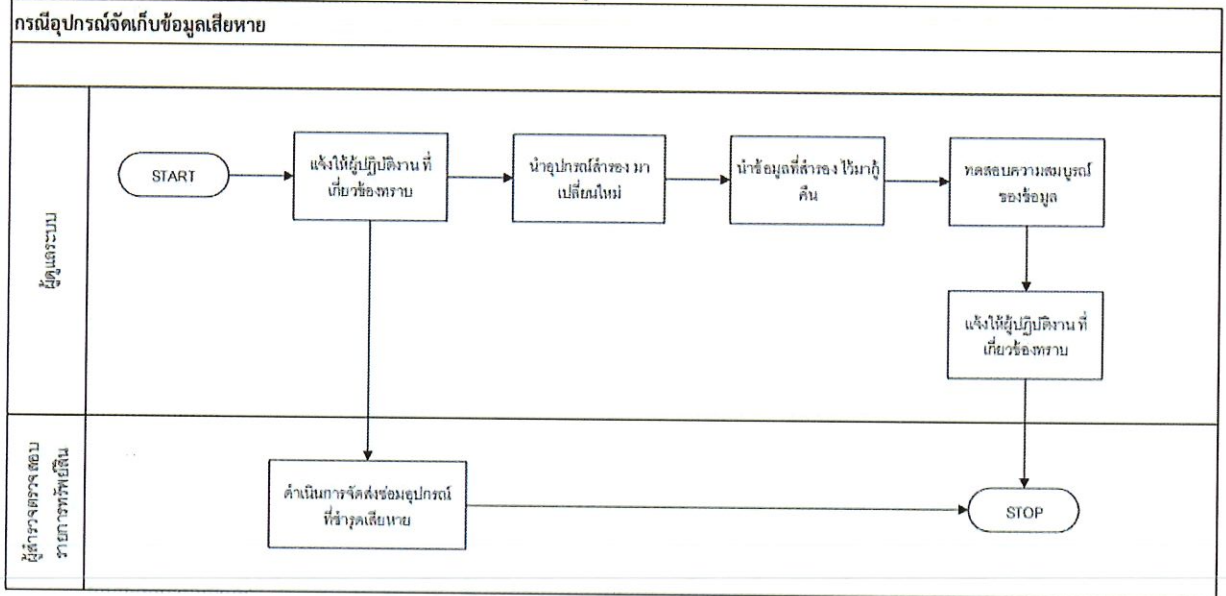 กรณีอุปกรณ์จัดเก็บข้อมูลเสียหาย
ผู้ดูแลระบบ
START
แจ้งให้ผู้ปฏิบัติงาน ที่
เกี่ยวข้องทราบ
นำอุปกรณ์สำรอง มา
เปลี่ยนใหม่
นำข้อมูลที่สำรอง ไว้มากู้
คืน
ทดสอบความสมบูรณ์
ของข้อมูล
แจ้งให้ผู้ปฏิบัติงาน ที่
เกี่ยวข้องทราบ
ผู้สำรวจตรวจสอบ
รายการทรัพย์สิน
ดำเนินการจัดส่งซ่อมอุปกรณ์
ที่ชำรุดเสียหาย
STOP